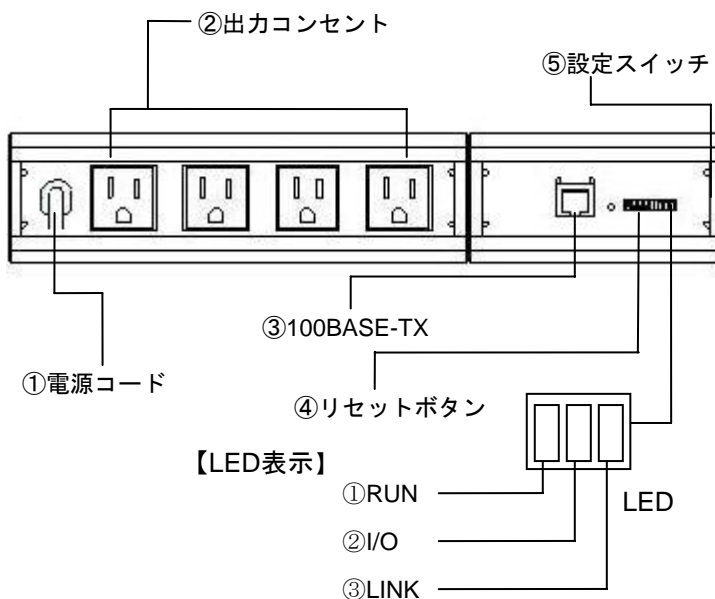 ②出力コンセント
⑤設定スイッチ
③100BASE-TX
①電源コード
④リセットボタン
【LED表示】
LED
①RUN
②I/O
③LINK